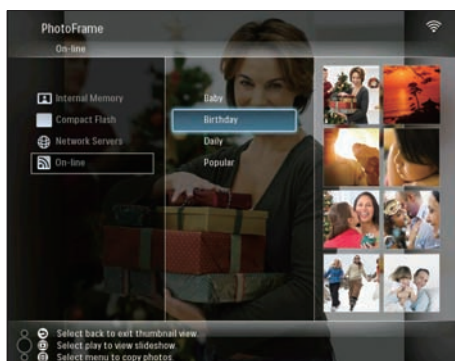 PhotoFrame
On-line
Internal Memory
Compact Flash
Network Servers
On-line
Baby
Birthday
Daily
Popular
Select back to exit thumbnail view
Select play to view slideshow.
Select menu to copy photos